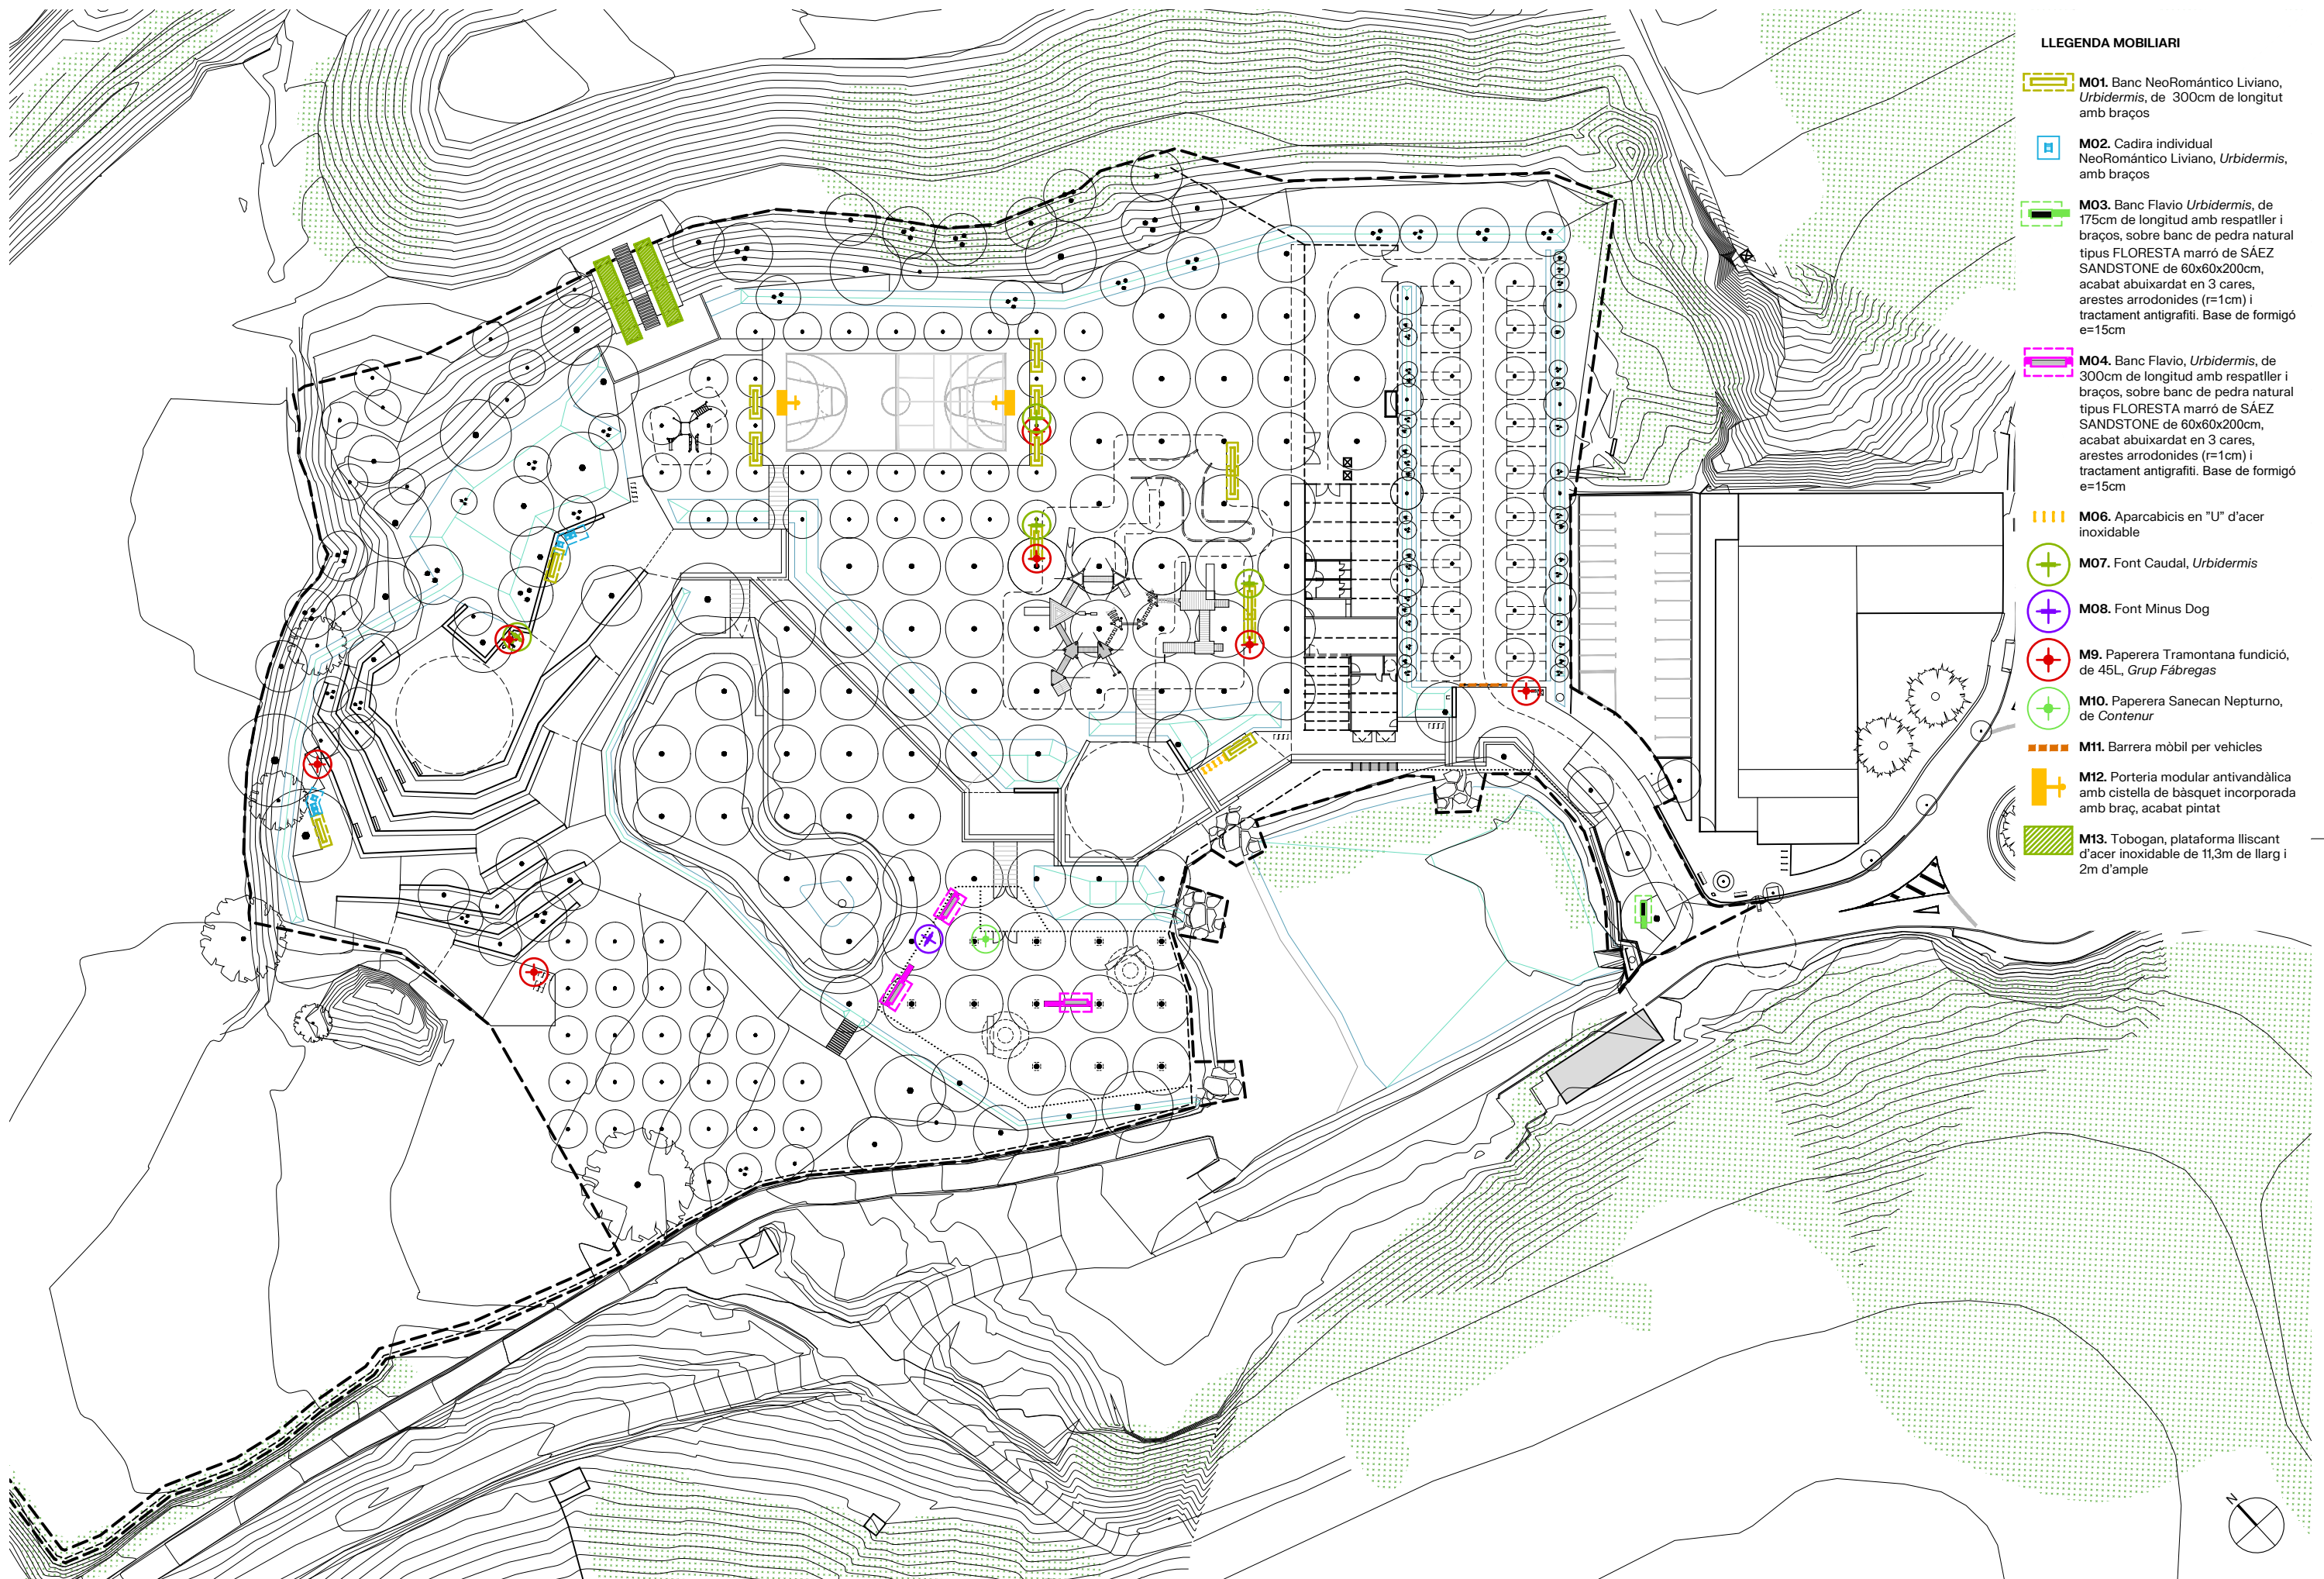 LLEGENDA MOBILIARI
M01. Banc NeoRomántico Liviano,
Urbidermis, de 300cm de longitut
amb braços
M02. Cadira individual
NeoRomántico Liviano, Urbidermis,
amb braços
M03. Banc Flavio Urbidermis, de
175cm de longitud amb respatller i
braços, sobre banc de pedra natural
tipus FLORESTA marró de SÁEZ
SANDSTONE de 60x60x200cm,
acabat abuixardat en 3 cares,
arestes arrodonides (r=1cm) i
tractament antigrafiti. Base de formigó
e=15cm
M04. Banc Flavio, Urbidermis, de
300cm de longitud amb respatller i
braços, sobre banc de pedra natural
tipus FLORESTA marró de SÁEZ
SANDSTONE de 60x60x200cm,
acabat abuixardat en 3 cares,
arestes arrodonides (r=1cm) i
tractament antigrafiti. Base de formigó
e=15cm
M06. Aparcabicis en "U" d'acer
inoxidable
M07. Font Caudal, Urbidermis
M08. Font Minus Dog
M9. Paperera Tramontana fundició,
de 45L, Grup Fábregas
M10. Paperera Sanecan Nepturno,
de Contenur
M11. Barrera mòbil per vehicles
M12. Porteria modular antivandàlica
amb cistella de bàsquet incorporada
amb braç, acabat pintat
M13. Tobogan, plataforma lliscant
d'acer inoxidable de 11,3m de llarg i
2m d'ample
N